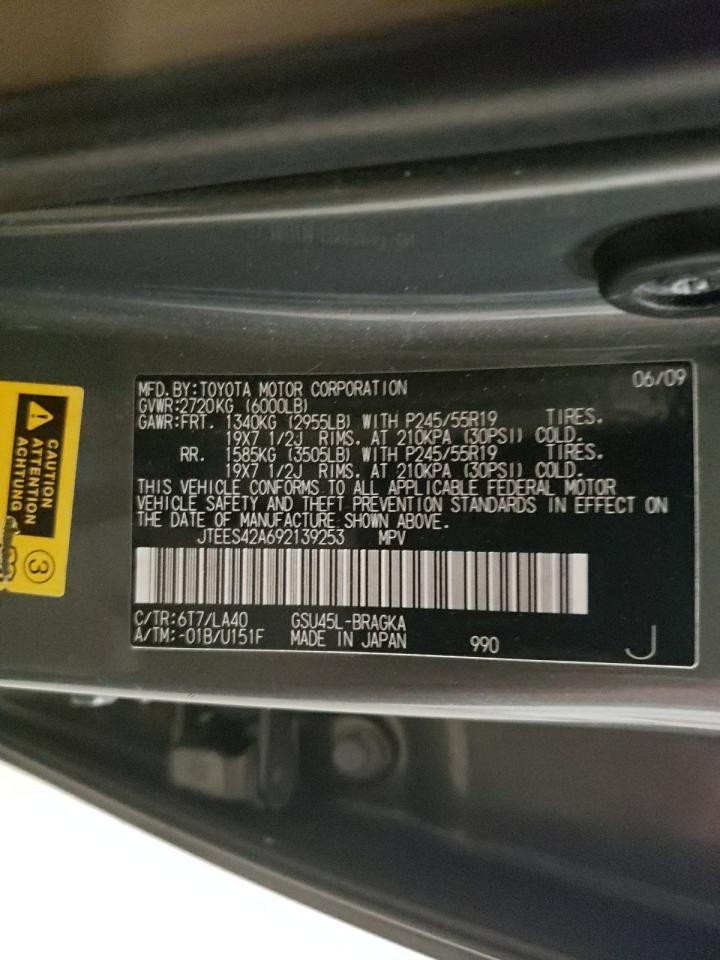 MFD.BY:TOYOTA MOTOR CORPORATION 06/09
GVWR:2720KG (6000LB)
GAWR:FRT. 1340KG (2955LB) WITH P245/55R19 TIRES.
19X7 1/2J RIMS. AT 210KPA (30PSI) COLD.
RR. 1585KG (3505LB) WITH P245/55R19 TIRES.
19X7 1/2J RIMS. AT 210KPA (30PSI) COLD.
THIS VEHICLE CONFORMS TO ALL APPLICABLE FEDERAL MOTOR
VEHICLE SAFETY AND THEFT PREVENTION STANDARDS IN EFFECT ON
THE DATE OF MANUFACTURE SHOWN ABOVE.
JTEES42A692139253 MPV
C/TR:6T7/LA40 GSU45L-BRAGKA
A/TM:-01B/U151F MADE IN JAPAN 990 J
CAUTION
ATTENTION
ACHTUNG
3